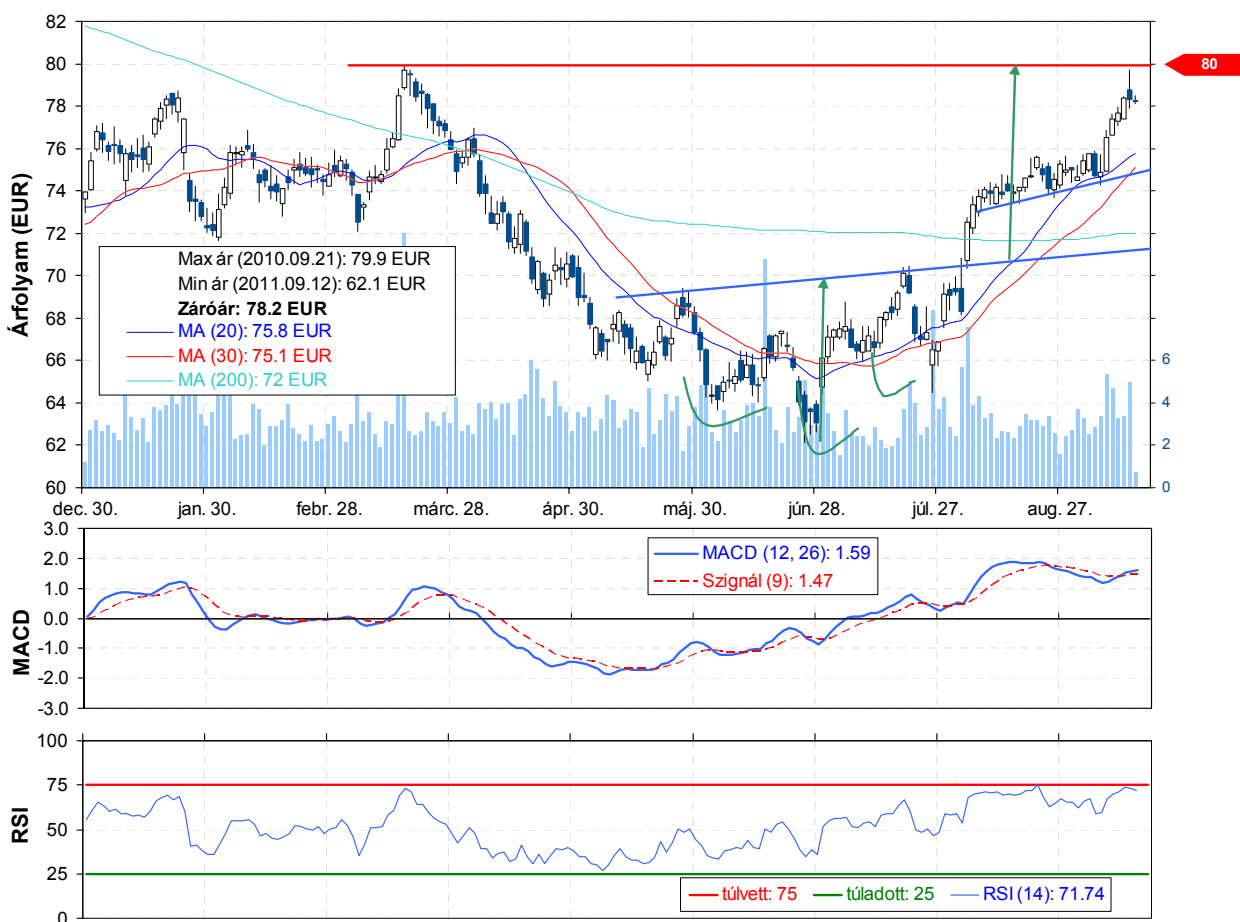 82
80
78
76
74
72
70
68
66
64
62
60
Árfolyam (EUR)
80
Max ár (2010.09.21): 79.9 EUR
Min ár (2011.09.12): 62.1 EUR
Záróár: 78.2 EUR
MA (20): 75.8 EUR
MA (30): 75.1 EUR
MA (200): 72 EUR
6
4
2
0
dec. 30. jan. 30. febr. 28. márc. 28. ápr. 30. máj. 30. jún. 28. júl. 27. aug. 27.
3.0
2.0
1.0
0.0
-1.0
-2.0
-3.0
MACD
MACD (12, 26): 1.59
Szignál (9): 1.47
100
75
50
25
0
RSI
túlvett: 75 túladott: 25 RSI (14): 71.74